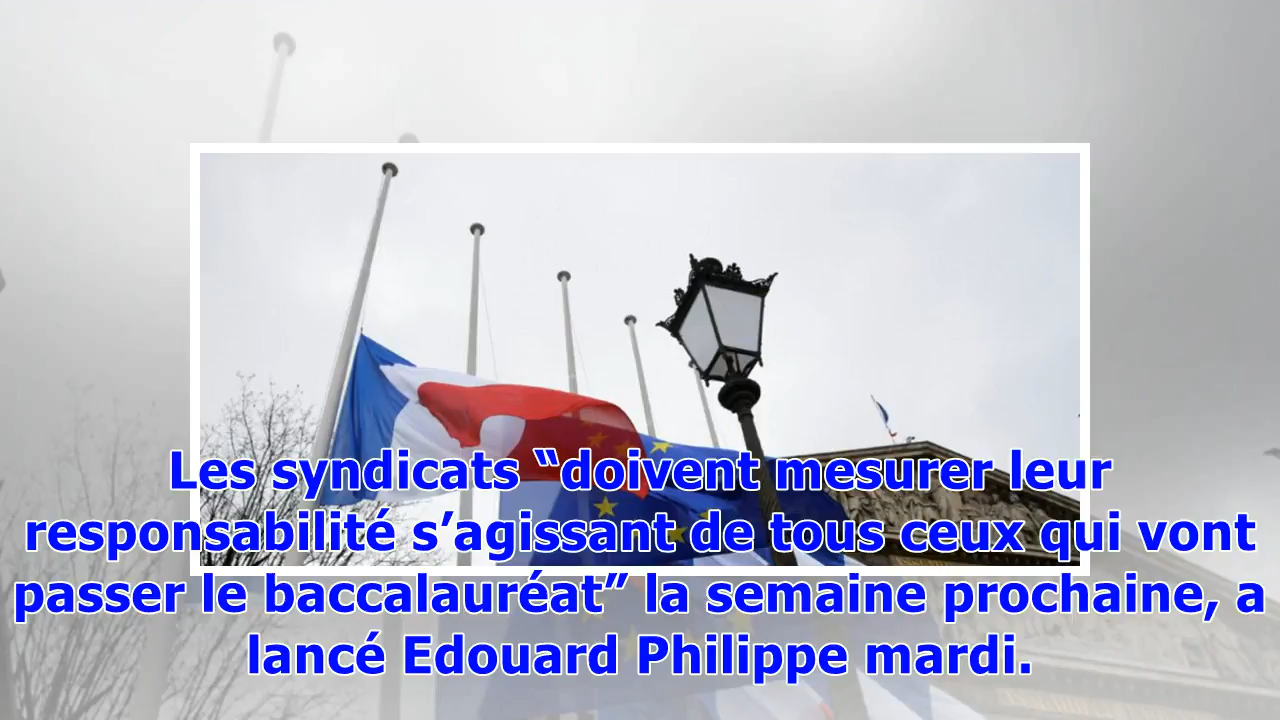 Les syndicats “doivent mesurer leur
responsabilité s’agissant de tous ceux qui vont
passer le baccalauréat” la semaine prochaine, a
lancé Edouard Philippe mardi.